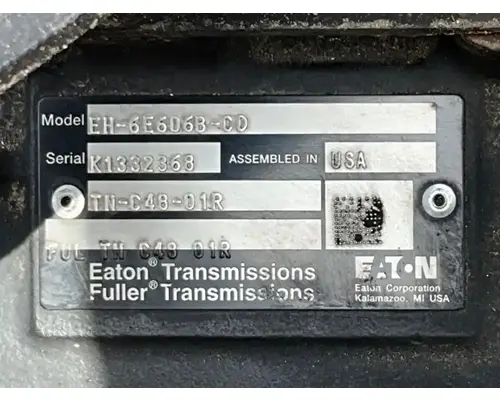 Model EH-6E606B-CD
Serial K1332368 ASSEMBLED IN USA
TN-C48-01R
FUL TN C48 01R
Eaton® Transmissions
Fuller® Transmissions
EATON
Eaton Corporation
Kalamazoo, MI USA